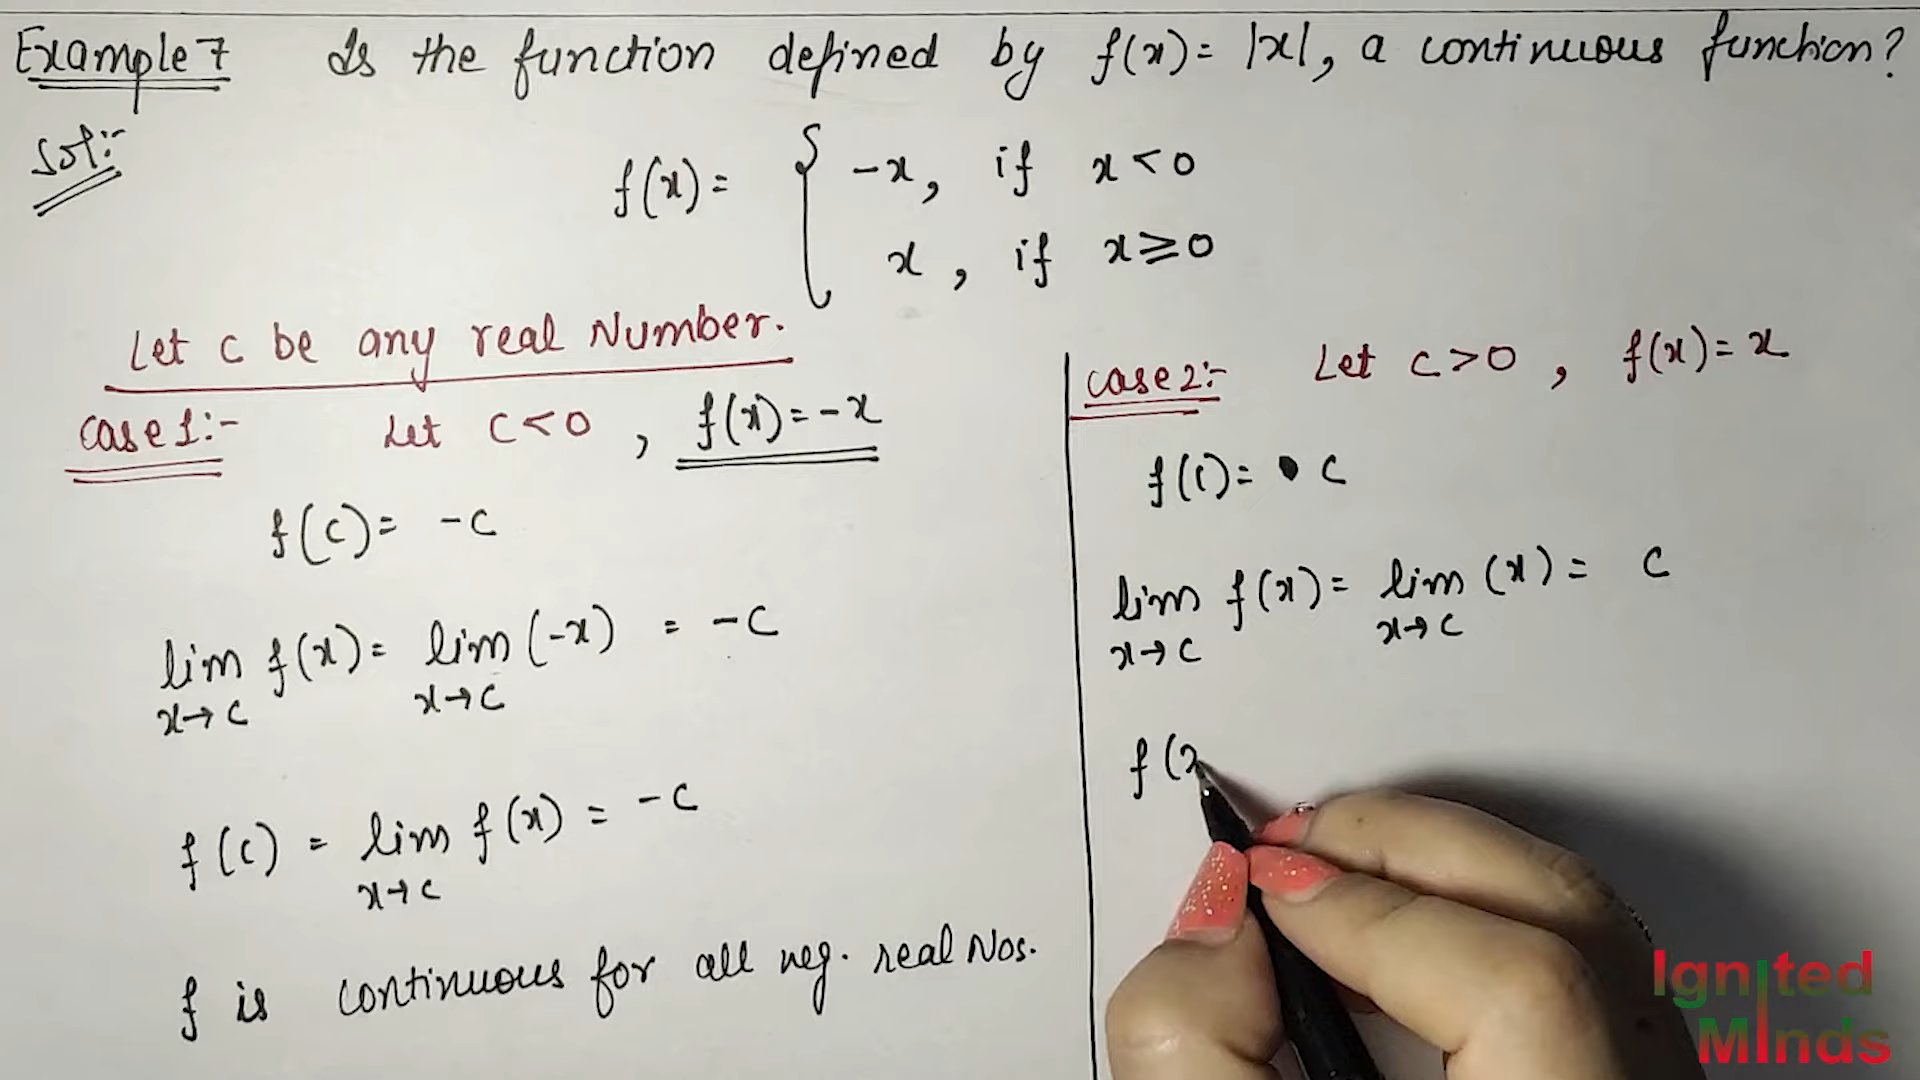 Example 7 Is the function defined by f(x) = |x|, a continuous function?
Sol:-
f(x) = { -x, if x < 0
x, if x ≥ 0
Let c be any real Number.
Case 1:- Let c < 0, f(x) = -x
f(c) = -c
lim f(x) = lim (-x) = -c
x→c x→c
f(c) = lim f(x) = -c
x→c
f is continuous for all neg. real Nos.
Case 2:- Let c > 0, f(x) = x
f(c) = c
lim f(x) = lim (x) = c
x→c x→c
f(x
Ignited
Minds